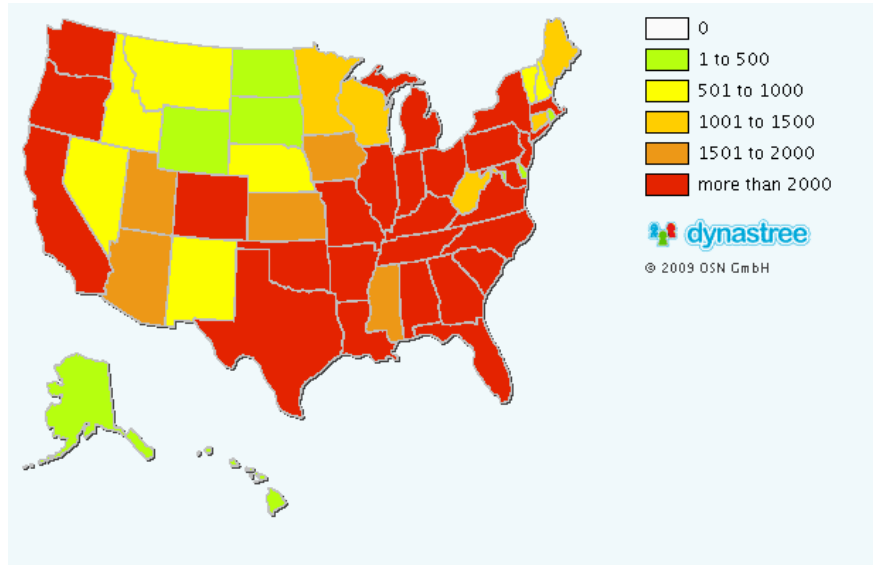 0
1 to 500
501 to 1000
1001 to 1500
1501 to 2000
more than 2000
dynastree
© 2009 OSN GmbH